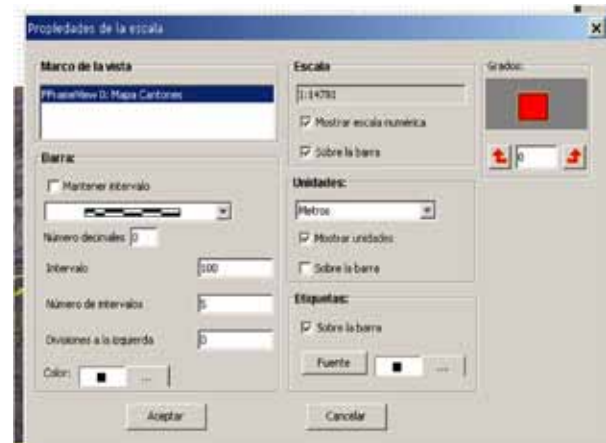 Propiedades de la escala
Marco de la vista
FFrameView 0: Mapa Cantones
Barra:
Mantener intervalo
Número decimales 0
Intervalo 100
Número de intervalos 5
Divisiones a la izquierda 0
Color: ...
Escala
1:14781
Mostrar escala numérica
Sobre la barra
Unidades:
Metros
Mostrar unidades
Sobre la barra
Etiquetas:
Sobre la barra
Fuente ...
Grados:
0
Aceptar
Cancelar